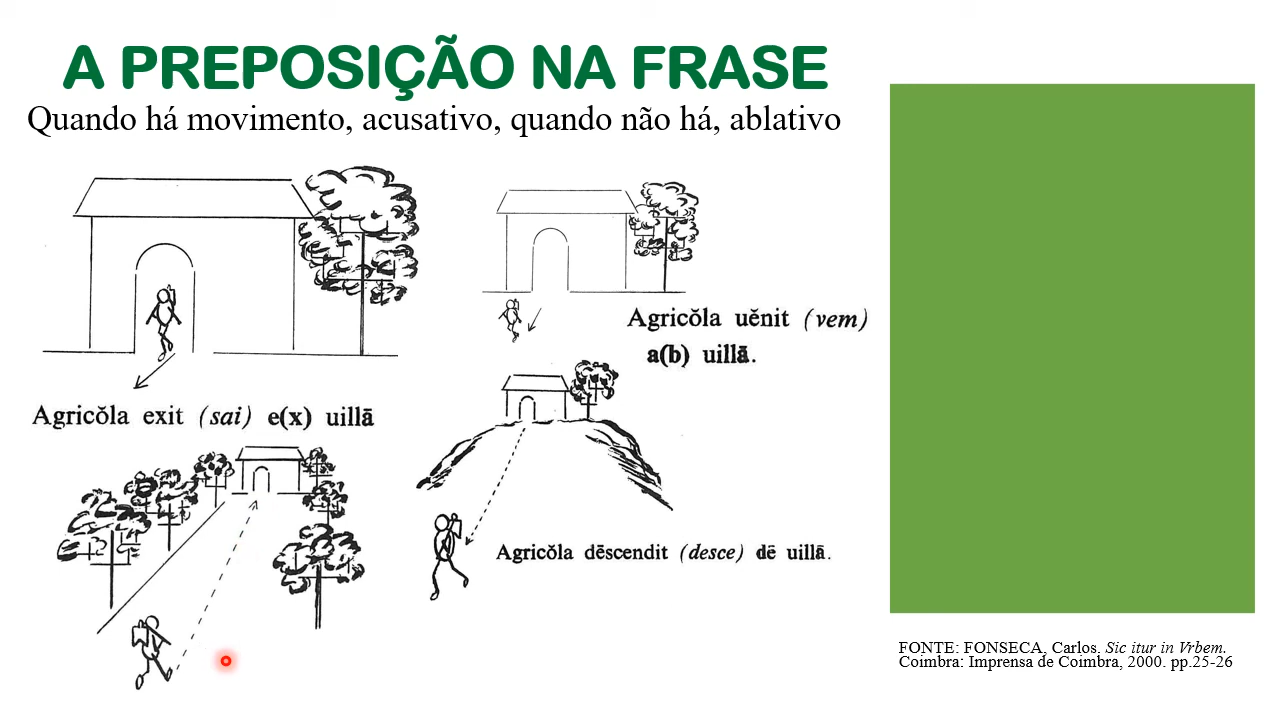 A PREPOSIÇÃO NA FRASE
Quando há movimento, acusativo, quando não há, ablativo
Agricŏla uĕnit (vem)
a(b) uillā.
Agricŏla exit (sai) e(x) uillā
Agricŏla dēscendit (desce) dē uillā.
FONTE: FONSECA, Carlos. Sic itur in Vrbem.
Coimbra: Imprensa de Coimbra, 2000. pp.25-26